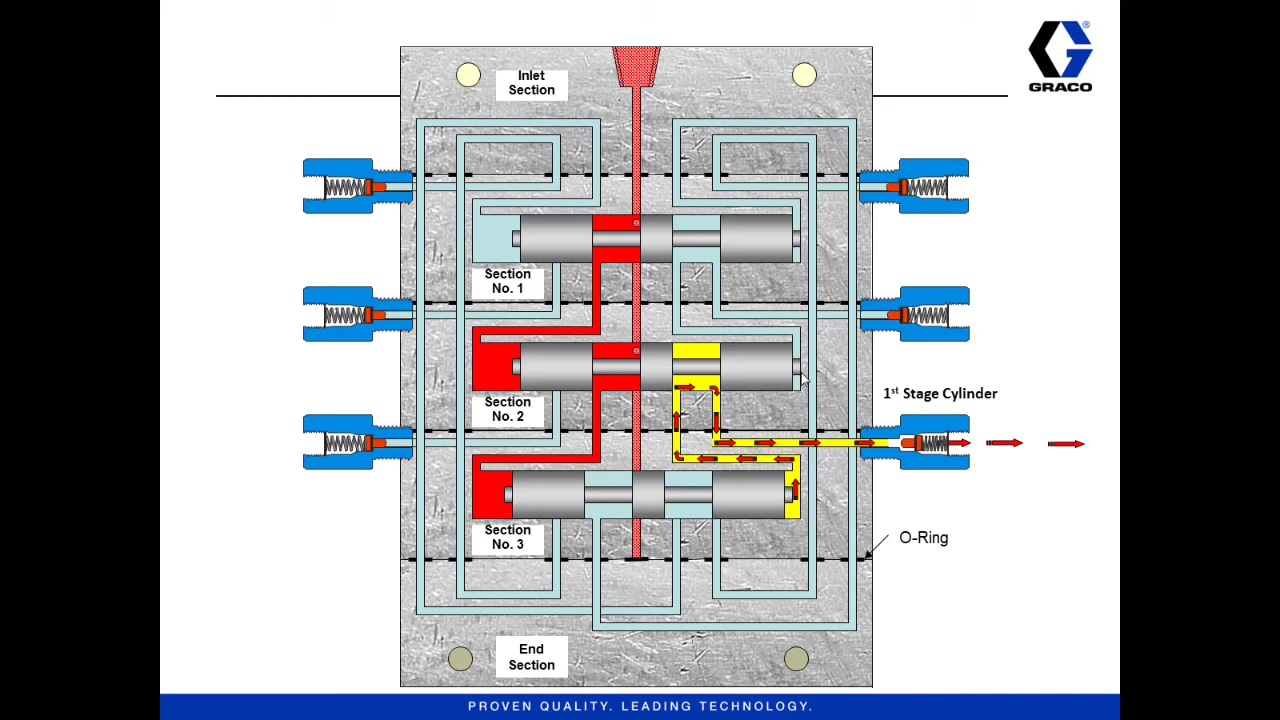 GRACO
®
Inlet
Section
Section
No. 1
Section
No. 2
1st Stage Cylinder
Section
No. 3
O-Ring
End
Section
PROVEN QUALITY. LEADING TECHNOLOGY.